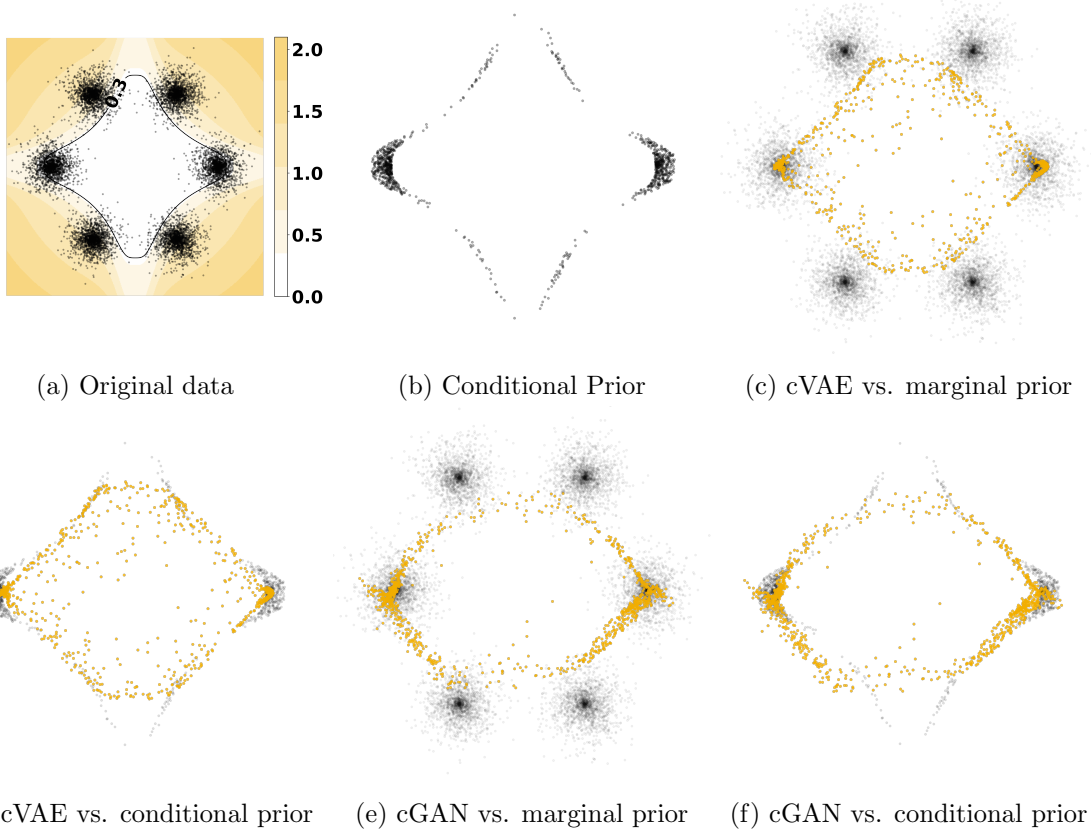 0.3
2.0
1.5
1.0
0.5
0.0
(a) Original data
(b) Conditional Prior
(c) cVAE vs. marginal prior
cVAE vs. conditional prior
(e) cGAN vs. marginal prior
(f) cGAN vs. conditional prior